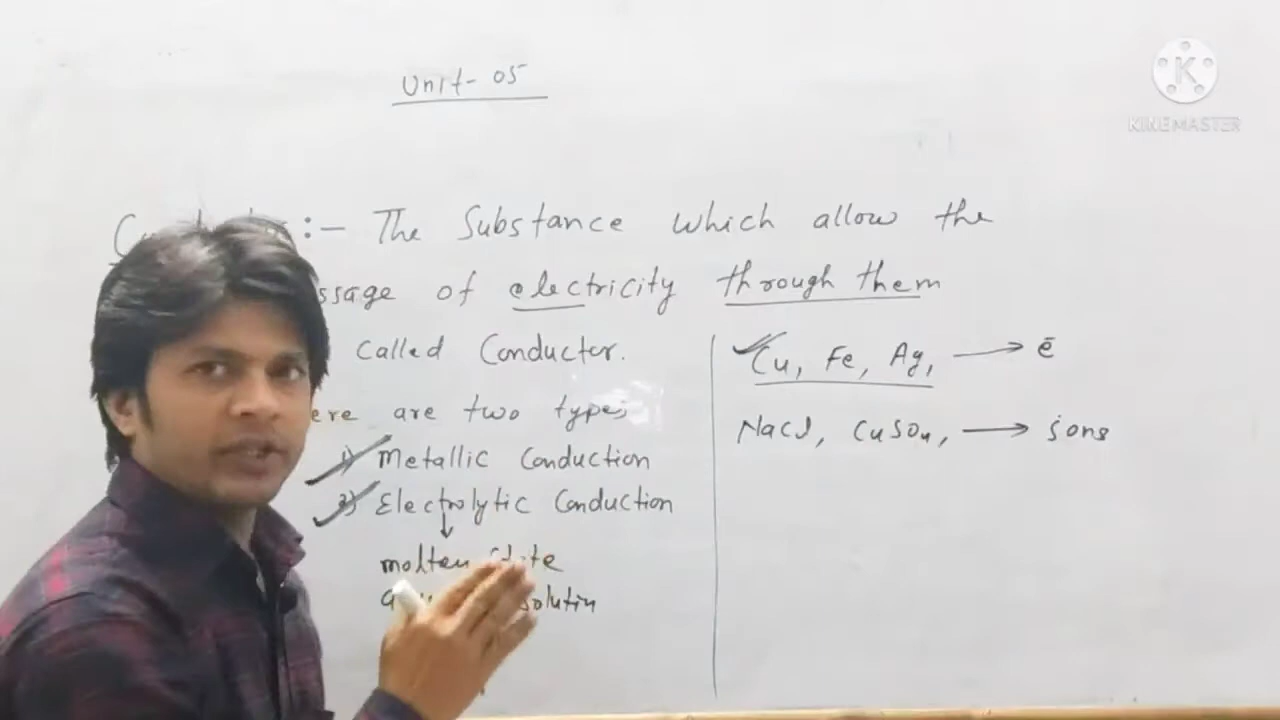 Unit- 05
K
KINEMASTER
:- The Substance which allow the
ssage of electricity through them
called Conductor.
ere are two types
1) Metallic Conduction
2) Electrolytic Conduction
↓
molten
solutin
Cu, Fe, Ag, → ē
NaCl, CuSO4, → ions